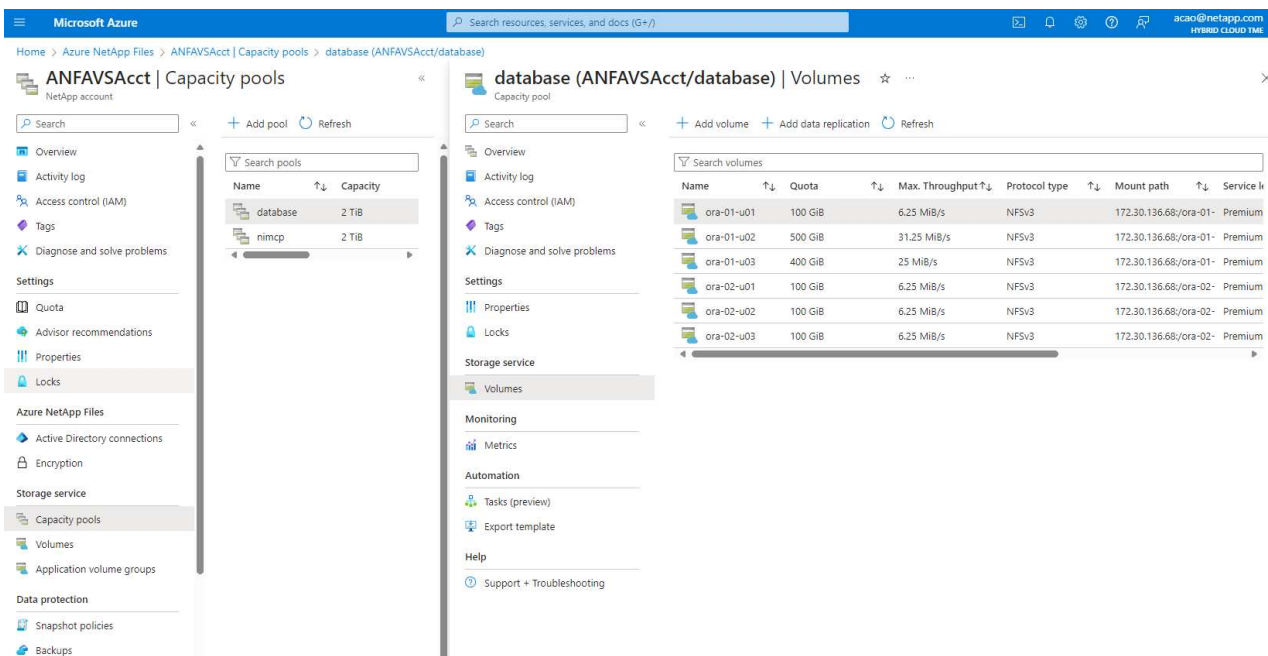 Microsoft Azure
Search resources, services, and docs (G+/)
acao@netapp.com
HYBRID CLOUD TME
Home > Azure NetApp Files > ANFAVSAcct | Capacity pools > database (ANFAVSAcct/database)
ANFAVSAcct | Capacity pools
NetApp account
Search
Overview
Activity log
Access control (IAM)
Tags
Diagnose and solve problems
Settings
Quota
Advisor recommendations
Properties
Locks
Azure NetApp Files
Active Directory connections
Encryption
Storage service
Capacity pools
Volumes
Application volume groups
Data protection
Snapshot policies
Backups
+ Add pool Refresh
Search pools
Name ↑↓ Capacity
database 2 TiB
nimcp 2 TiB
database (ANFAVSAcct/database) | Volumes ☆ ...
Capacity pool
Search
Overview
Activity log
Access control (IAM)
Tags
Diagnose and solve problems
Settings
Properties
Locks
Storage service
Volumes
Monitoring
Metrics
Automation
Tasks (preview)
Export template
Help
Support + Troubleshooting
+ Add volume + Add data replication Refresh
Search volumes
Name ↑↓ Quota ↑↓ Max. Throughput ↑↓ Protocol type ↑↓ Mount path ↑↓ Service le
ora-01-u01 100 GiB 6.25 MiB/s NFSv3 172.30.136.68:/ora-01- Premium
ora-01-u02 500 GiB 31.25 MiB/s NFSv3 172.30.136.68:/ora-01- Premium
ora-01-u03 400 GiB 25 MiB/s NFSv3 172.30.136.68:/ora-01- Premium
ora-02-u01 100 GiB 6.25 MiB/s NFSv3 172.30.136.68:/ora-02- Premium
ora-02-u02 100 GiB 6.25 MiB/s NFSv3 172.30.136.68:/ora-02- Premium
ora-02-u03 100 GiB 6.25 MiB/s NFSv3 172.30.136.68:/ora-02- Premium